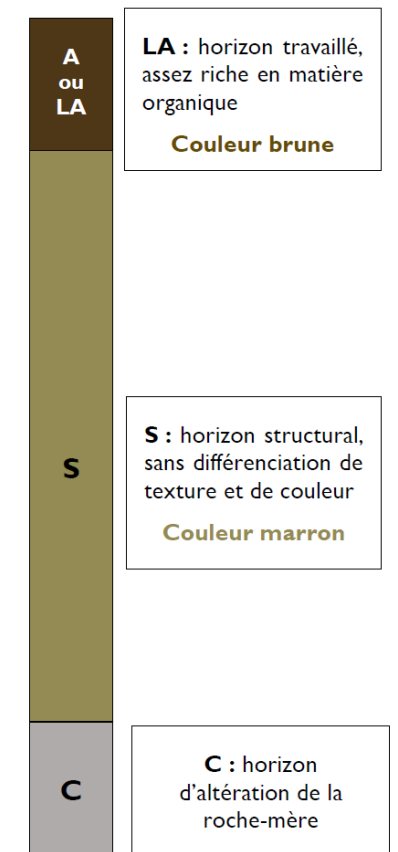 A
ou
LA
LA : horizon travaillé,
assez riche en matière
organique
Couleur brune
S
S : horizon structural,
sans différenciation de
texture et de couleur
Couleur marron
C
C : horizon
d'altération de la
roche-mère